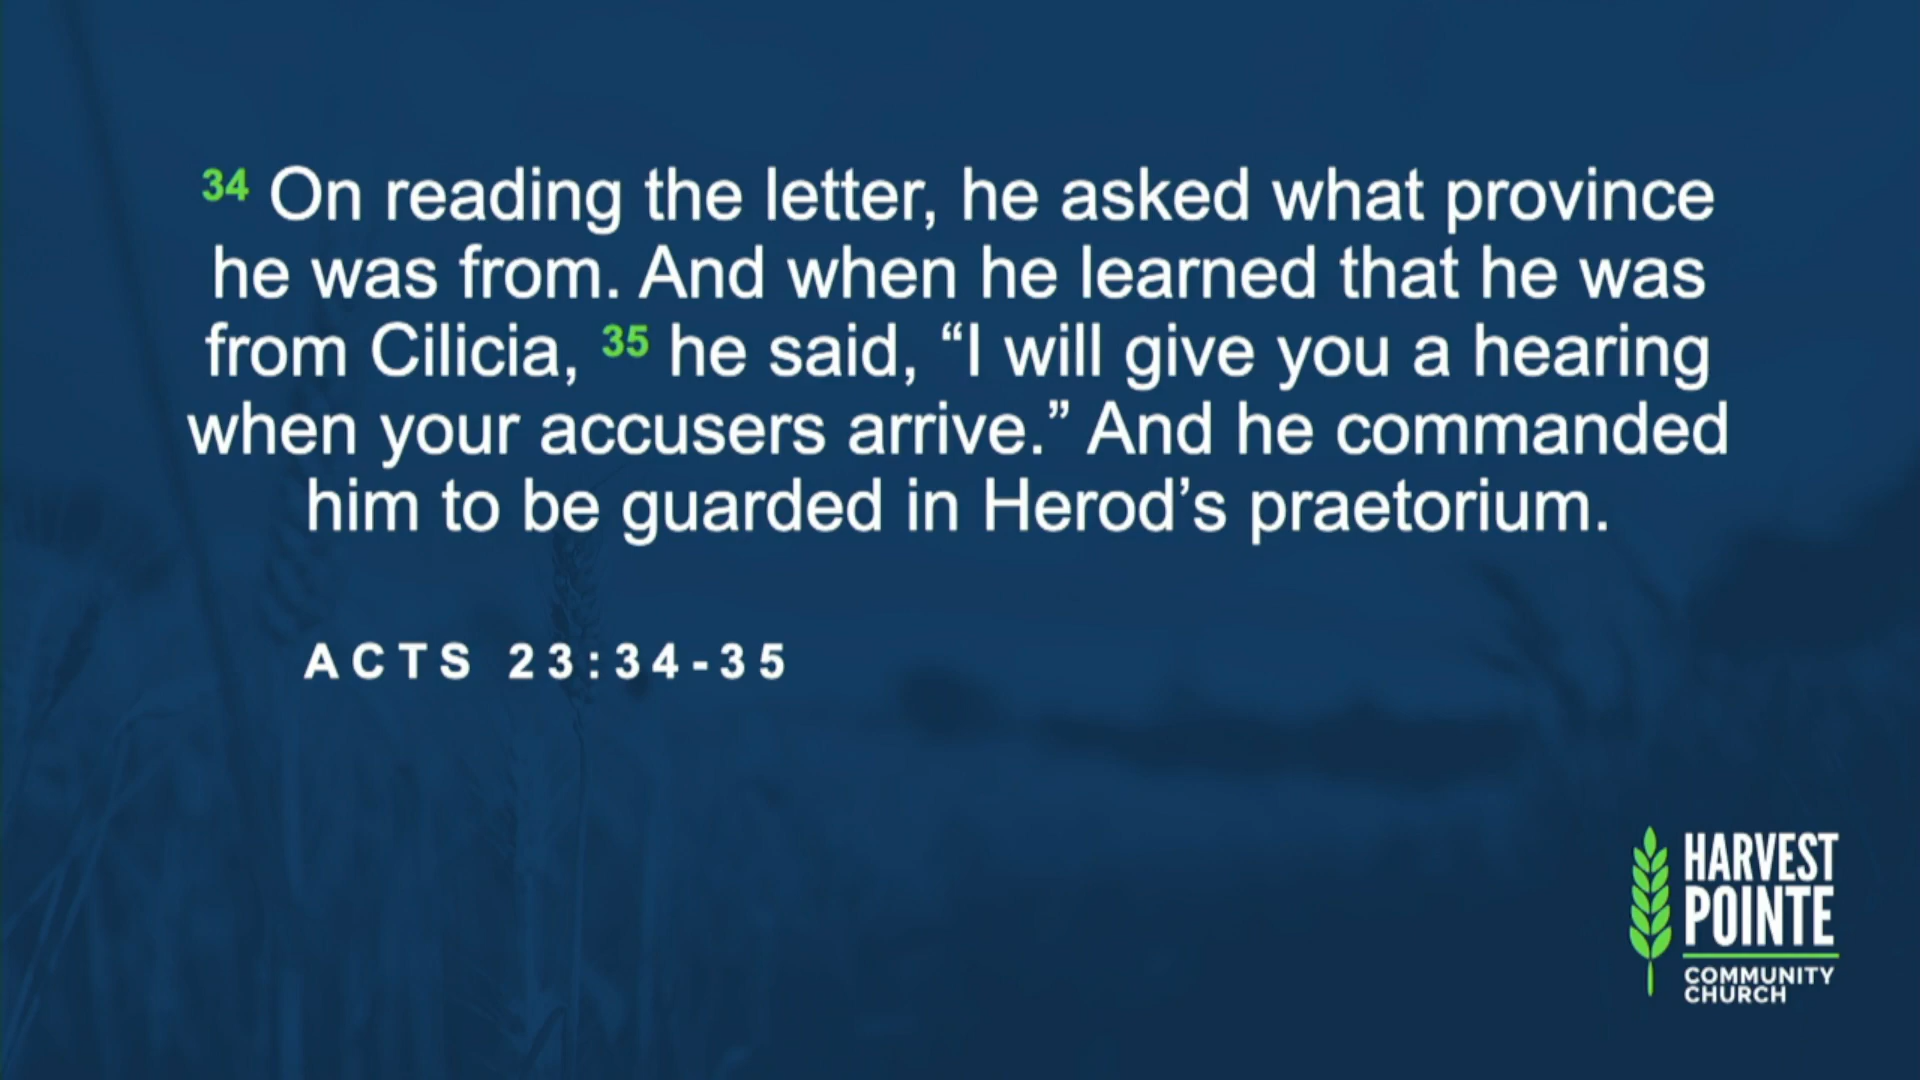 34 On reading the letter, he asked what province
he was from. And when he learned that he was
from Cilicia, 35 he said, “I will give you a hearing
when your accusers arrive.” And he commanded
him to be guarded in Herod’s praetorium.
ACTS 23:34-35
HARVEST
POINTE
COMMUNITY
CHURCH